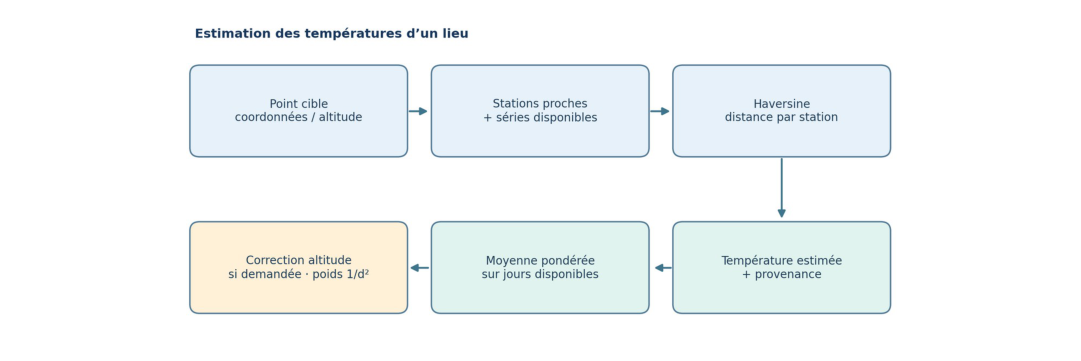 Estimation des températures d’un lieu
Point cible
coordonnées / altitude
Stations proches
+ séries disponibles
Haversine
distance par station
Correction altitude
si demandée · poids 1/d²
Moyenne pondérée
sur jours disponibles
Température estimée
+ provenance